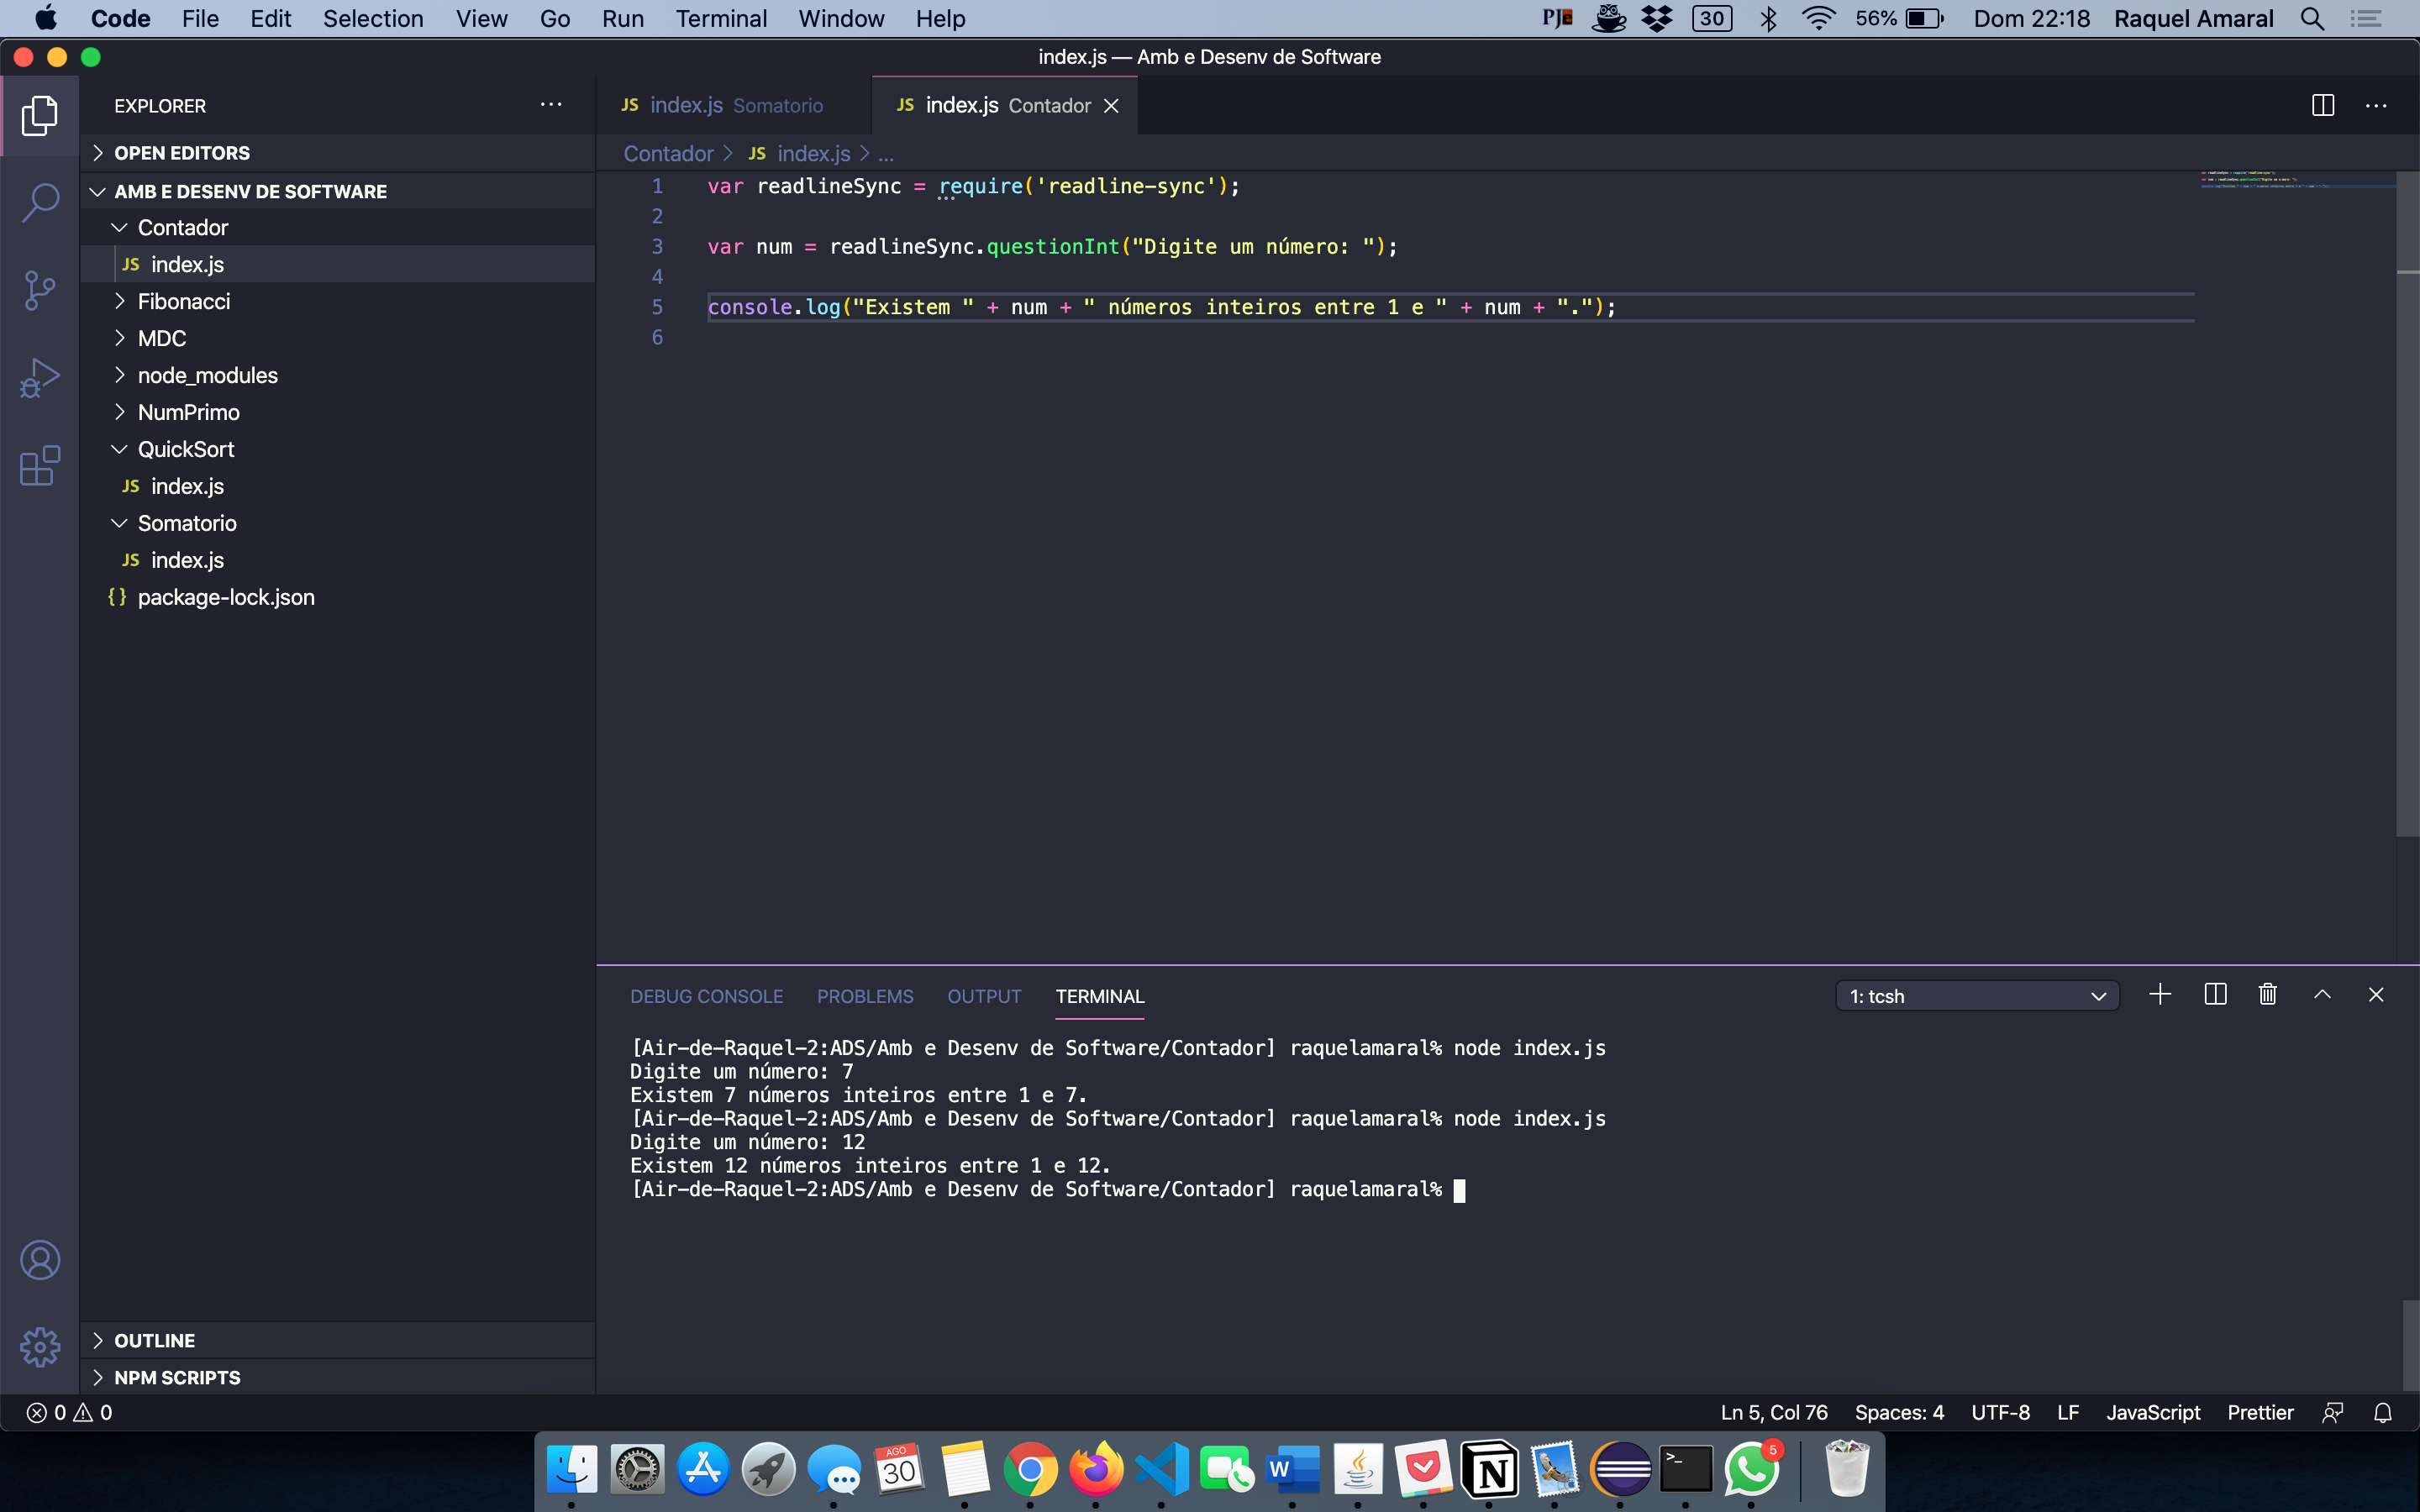 Code File Edit Selection View Go Run Terminal Window Help PJe 30 56% Dom 22:18 Raquel Amaral
index.js — Amb e Desenv de Software
EXPLORER
JS index.js Somatorio JS index.js Contador
OPEN EDITORS
Contador > JS index.js > ...
AMB E DESENV DE SOFTWARE
Contador
JS index.js
Fibonacci
MDC
node_modules
NumPrimo
QuickSort
JS index.js
Somatorio
JS index.js
{} package-lock.json
OUTLINE
NPM SCRIPTS
1 var readlineSync = require('readline-sync');
2
3 var num = readlineSync.questionInt("Digite um número: ");
4
5 console.log("Existem " + num + " números inteiros entre 1 e " + num + ".");
6
DEBUG CONSOLE PROBLEMS OUTPUT TERMINAL 1: tcsh
[Air-de-Raquel-2:ADS/Amb e Desenv de Software/Contador] raquelamaral% node index.js
Digite um número: 7
Existem 7 números inteiros entre 1 e 7.
[Air-de-Raquel-2:ADS/Amb e Desenv de Software/Contador] raquelamaral% node index.js
Digite um número: 12
Existem 12 números inteiros entre 1 e 12.
[Air-de-Raquel-2:ADS/Amb e Desenv de Software/Contador] raquelamaral%
0 0 Ln 5, Col 76 Spaces: 4 UTF-8 LF JavaScript Prettier
AGO
30
W
N
>_
5